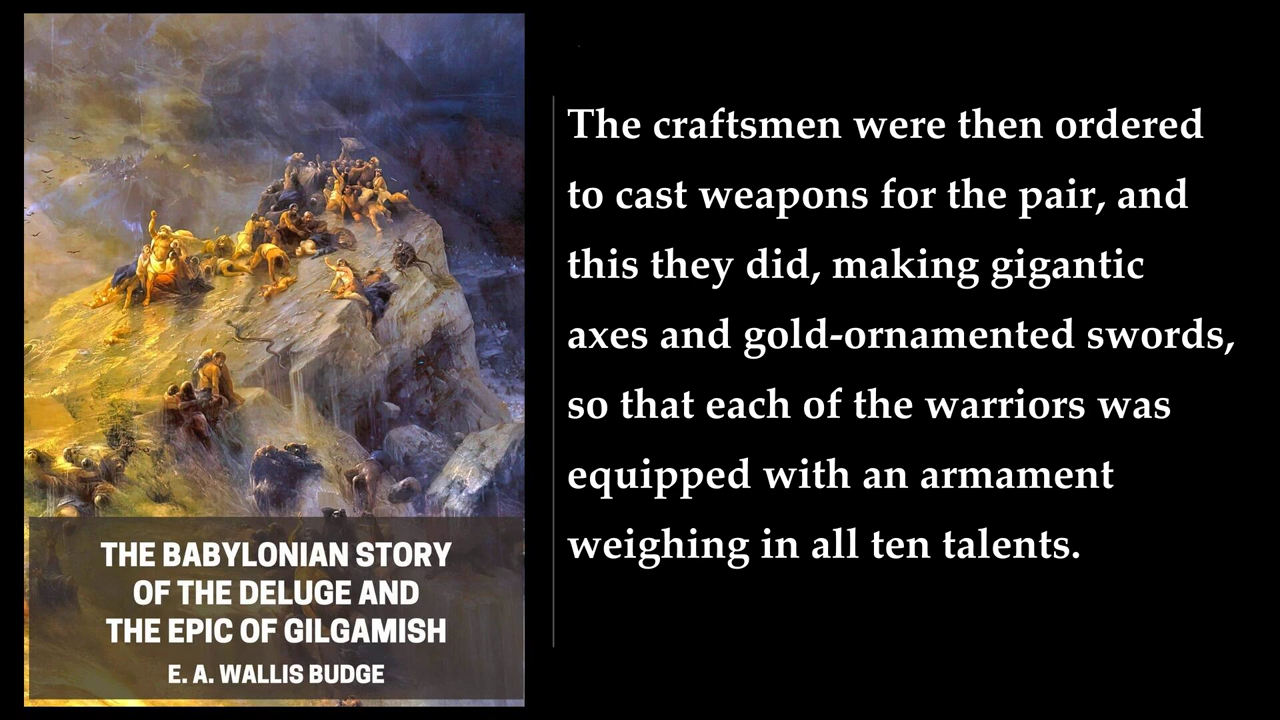 THE BABYLONIAN STORY
OF THE DELUGE AND
THE EPIC OF GILGAMISH
E. A. WALLIS BUDGE
The craftsmen were then ordered
to cast weapons for the pair, and
this they did, making gigantic
axes and gold-ornamented swords,
so that each of the warriors was
equipped with an armament
weighing in all ten talents.